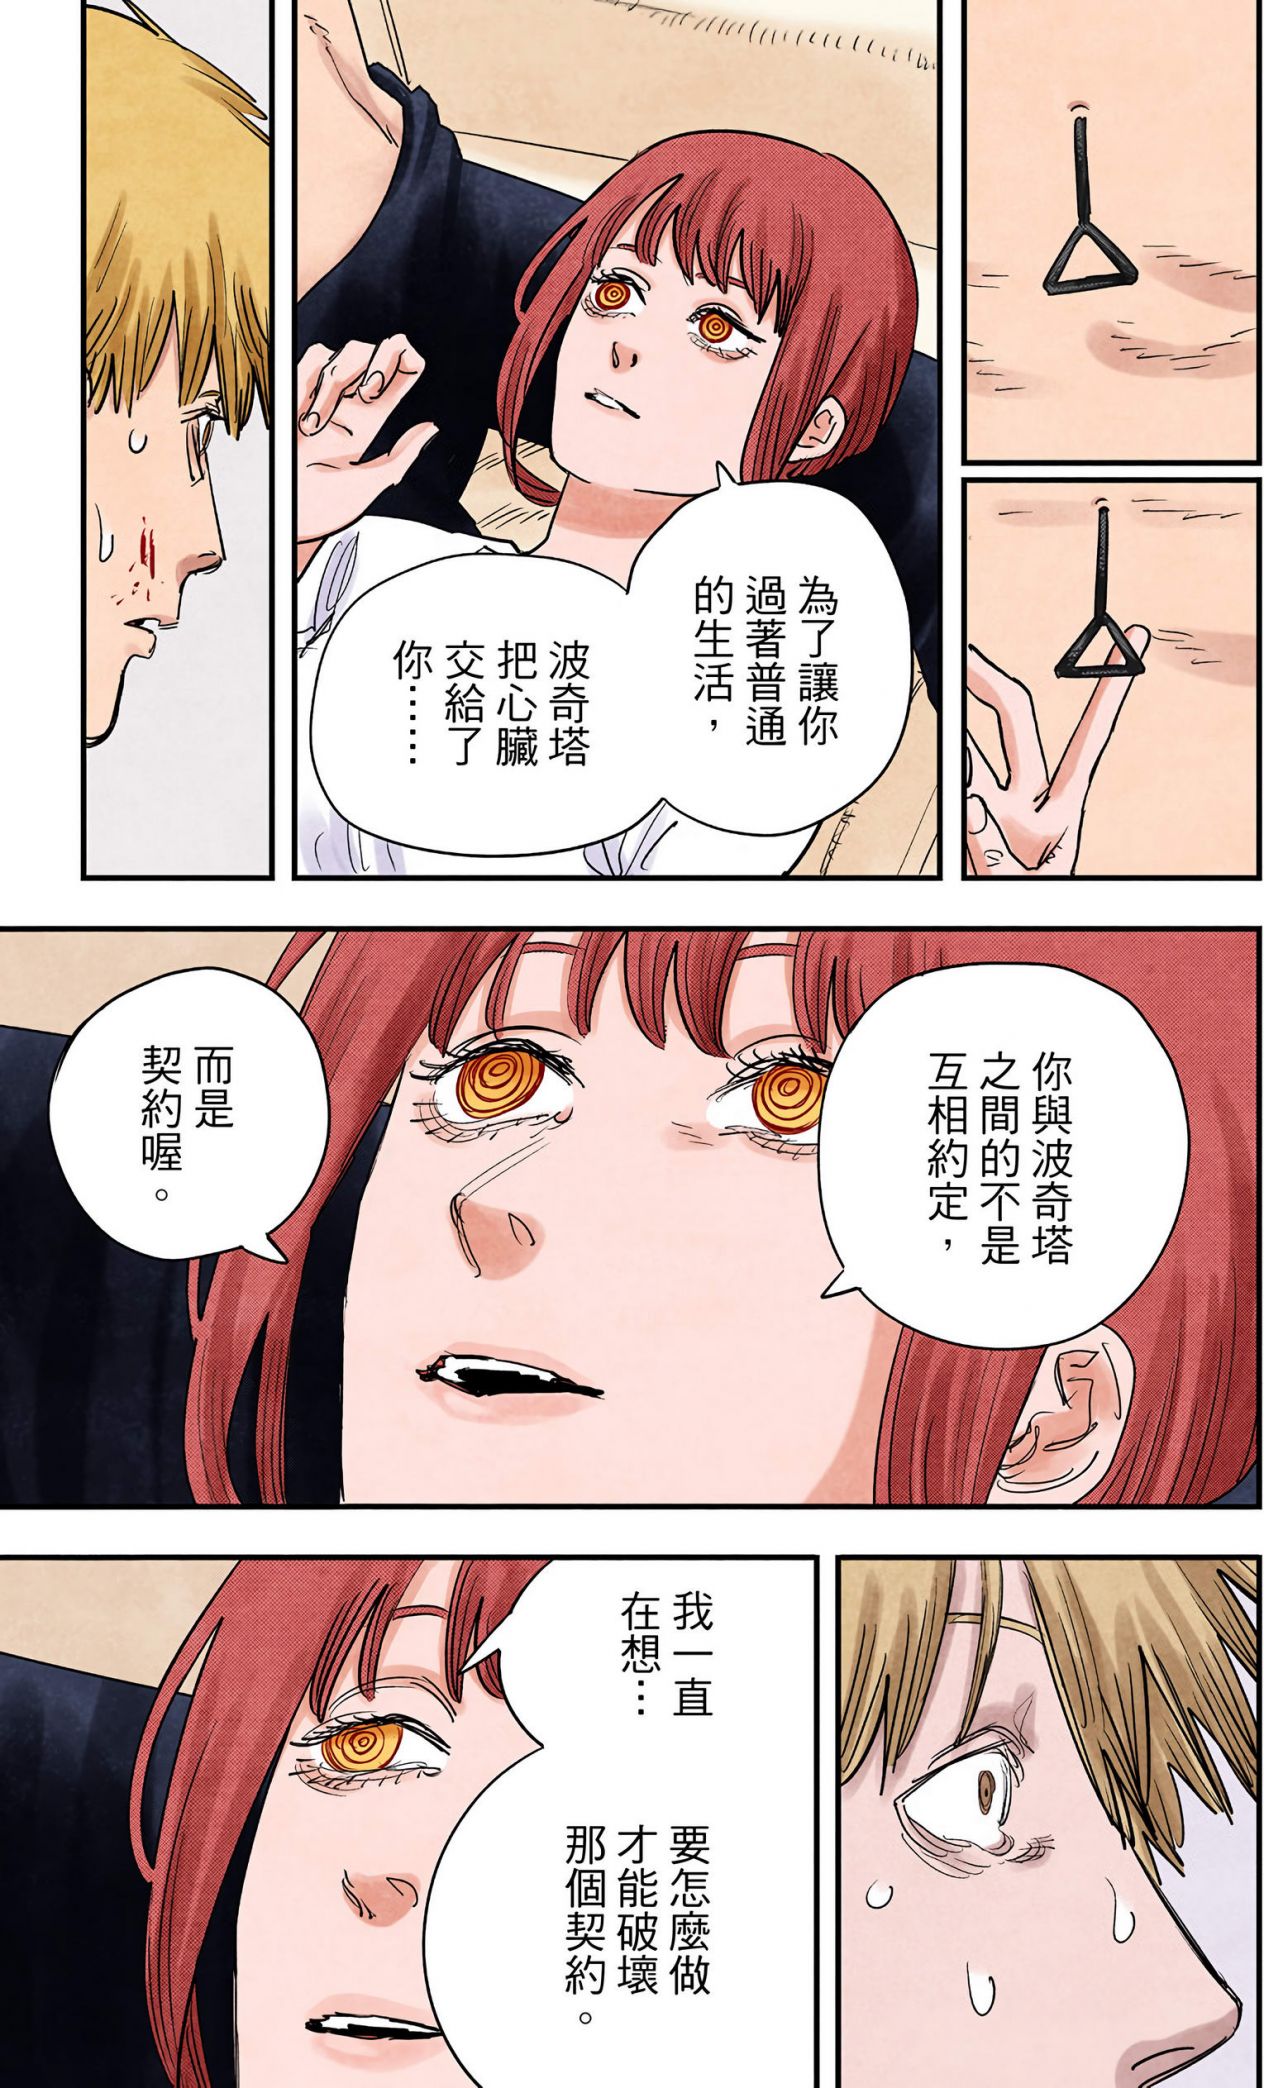 為了讓你
過著普通
的生活，
波奇塔
把心臟
交給了
你⋯⋯
你與波奇塔
之間的不是
互相約定，
而是
契約喔。
我一直
在想⋯
要怎麼做
才能破壞
那個契約。